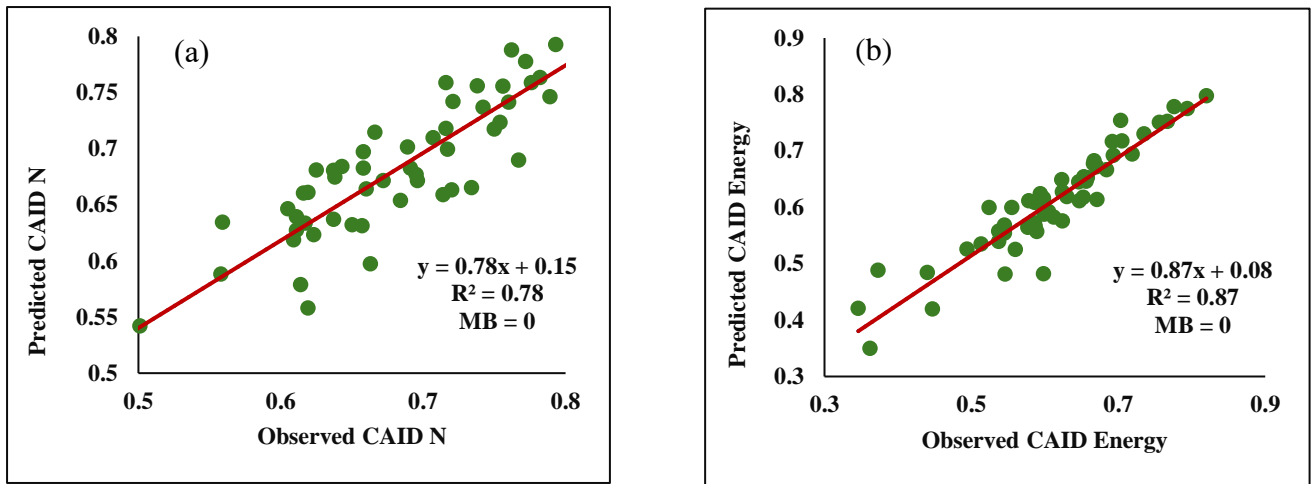 (a)
0.8
0.75
0.7
0.65
0.6
0.55
0.5
0.5 0.6 0.7 0.8
Predicted CAID N
Observed CAID N
y = 0.78x + 0.15
R² = 0.78
MB = 0
(b)
0.9
0.8
0.7
0.6
0.5
0.4
0.3
0.3 0.5 0.7 0.9
Predicted CAID Energy
Observed CAID Energy
y = 0.87x + 0.08
R² = 0.87
MB = 0